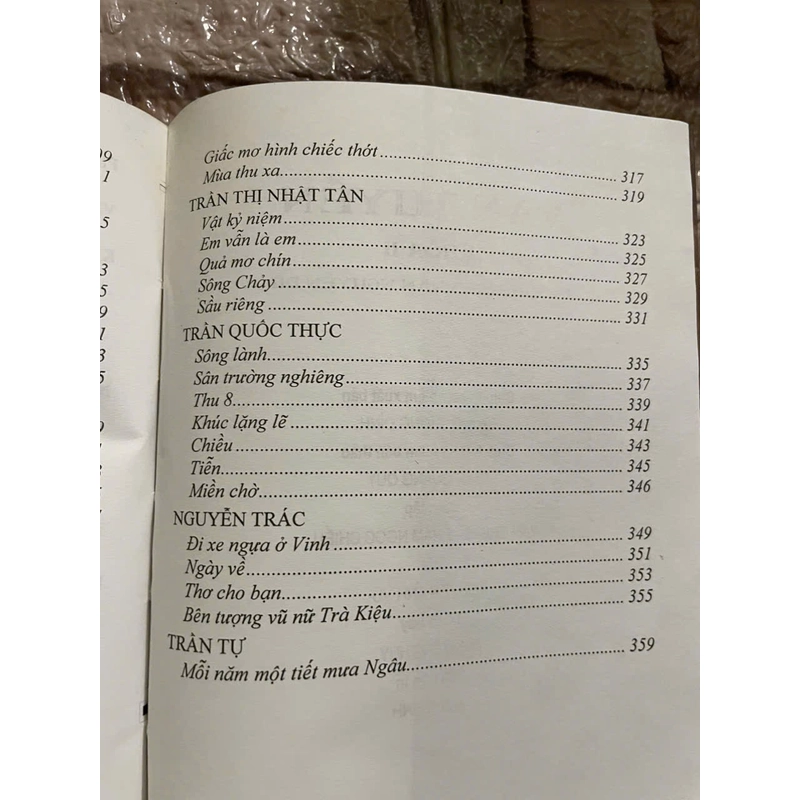 Giấc mơ hình chiếc thớt 317
Mùa thu xa 319
TRẦN THỊ NHẬT TÂN
Vật kỷ niệm 323
Em vẫn là em 325
Quả mơ chín 327
Sông Chảy 329
Sầu riêng 331
TRẦN QUỐC THỰC
Sông lành 335
Sân trường nghiêng 337
Thu 8 339
Khúc lặng lẽ 341
Chiều 343
Tiễn 345
Miền chờ 346
NGUYỄN TRÁC
Đi xe ngựa ở Vinh 349
Ngày về 351
Thơ cho bạn 353
Bên tượng vũ nữ Trà Kiệu 355
TRẦN TỰ
Mỗi năm một tiết mưa Ngâu 359